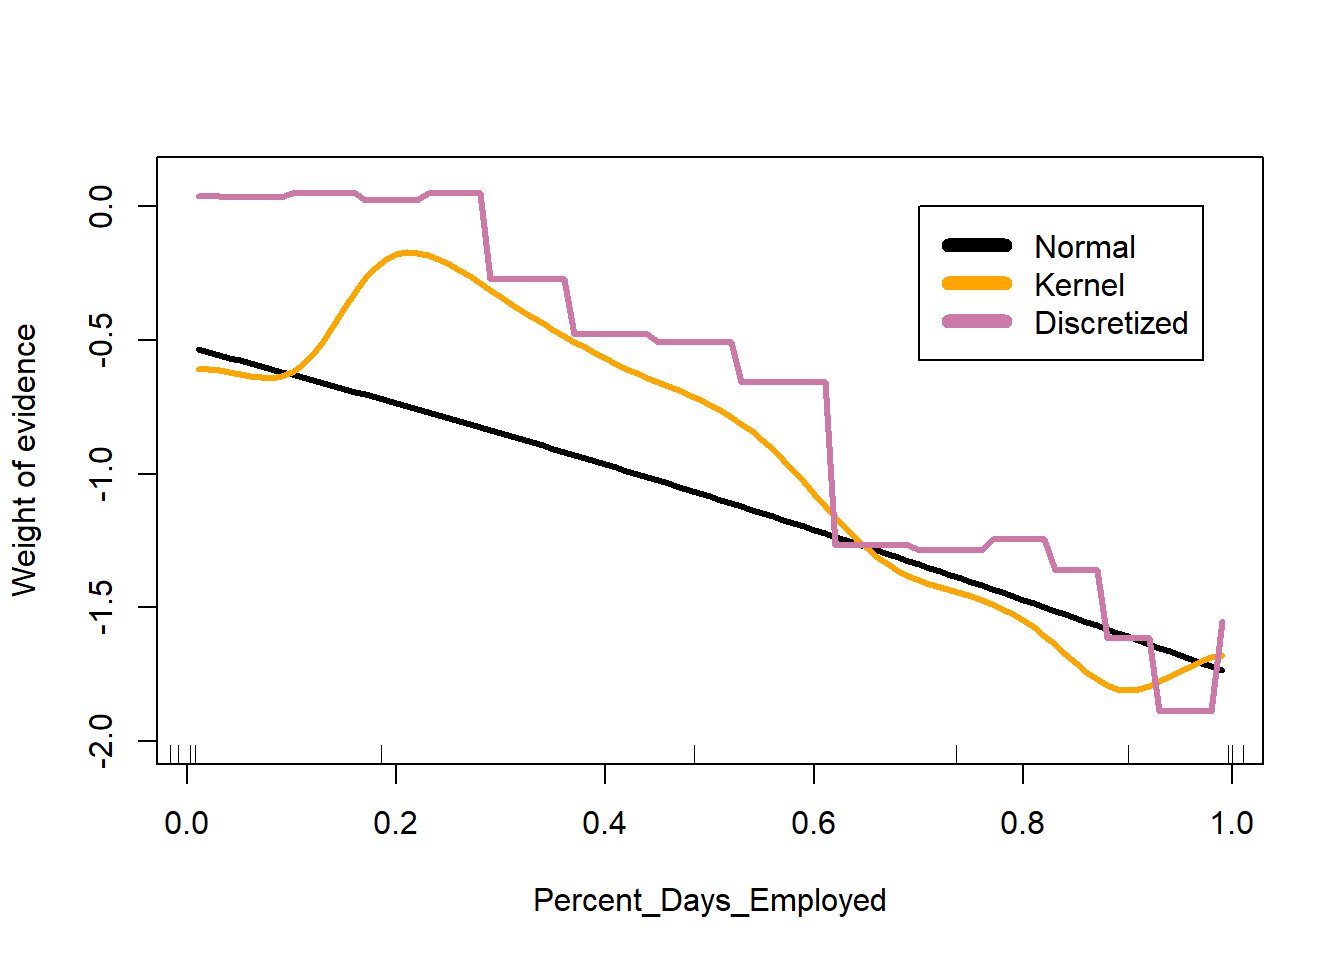 Weight of evidence
0.0
-0.5
-1.0
-1.5
-2.0
Normal
Kernel
Discretized
0.0 0.2 0.4 0.6 0.8 1.0
Percent_Days_Employed